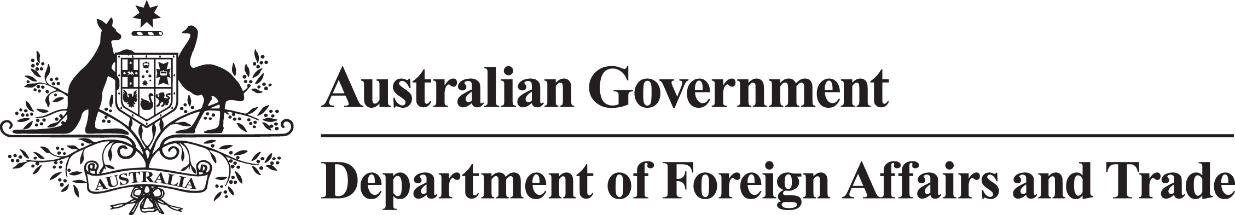 Australian Government
Department of Foreign Affairs and Trade
AUSTRALIA